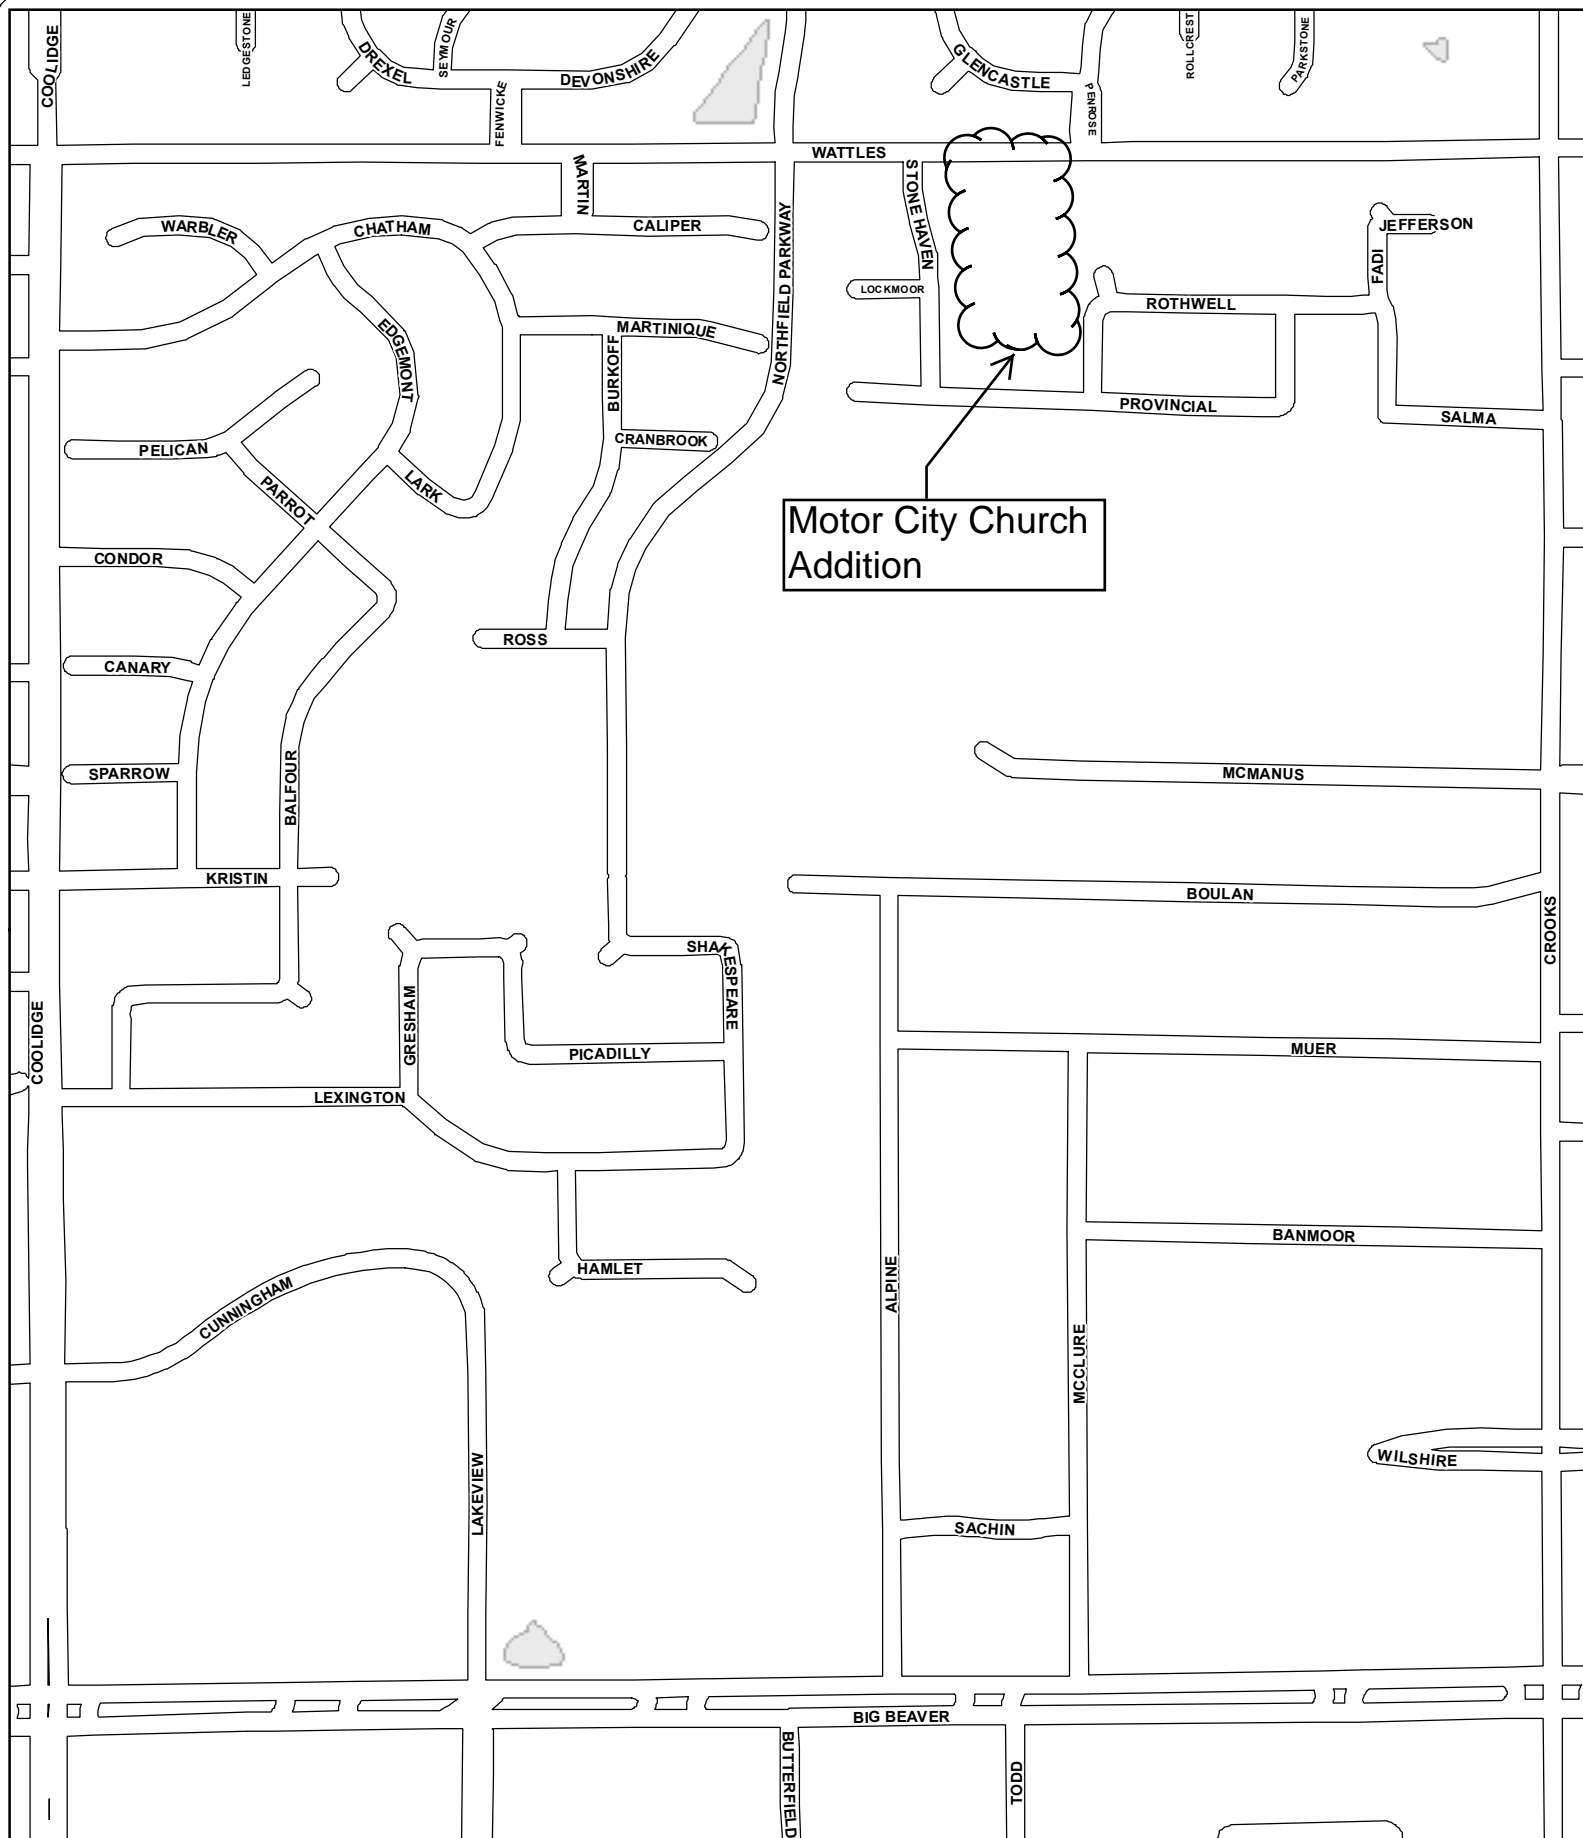 COOLIDGE
LEDGESTONE
DREXEL
SEYMOUR
FENWICKE
DEVONSHIRE
GLENCASTLE
PENROSE
ROLLCREST
PARKSTONE
WATTLES
MARTIN
STONE HAVEN
WARBLER
CHATHAM
CALIPER
NORTHFIELD PARKWAY
JEFFERSON
FADI
LOCKMOOR
ROTHWELL
EDGEMONT
MARTINIQUE
BURKOFF
PROVINCIAL
SALMA
PELICAN
CRANBROOK
LARK
PARROT
Motor City Church
Addition
CONDOR
ROSS
CANARY
SPARROW
BALFOUR
MCMANUS
KRISTIN
BOULAN
CROOKS
SHAKESPEARE
COOLIDGE
GRESHAM
PICADILLY
MUER
LEXINGTON
BANMOOR
HAMLET
ALPINE
CUNNINGHAM
MCCLURE
LAKEVIEW
WILSHIRE
SACHIN
BIG BEAVER
BUTTERFIELD
TODD